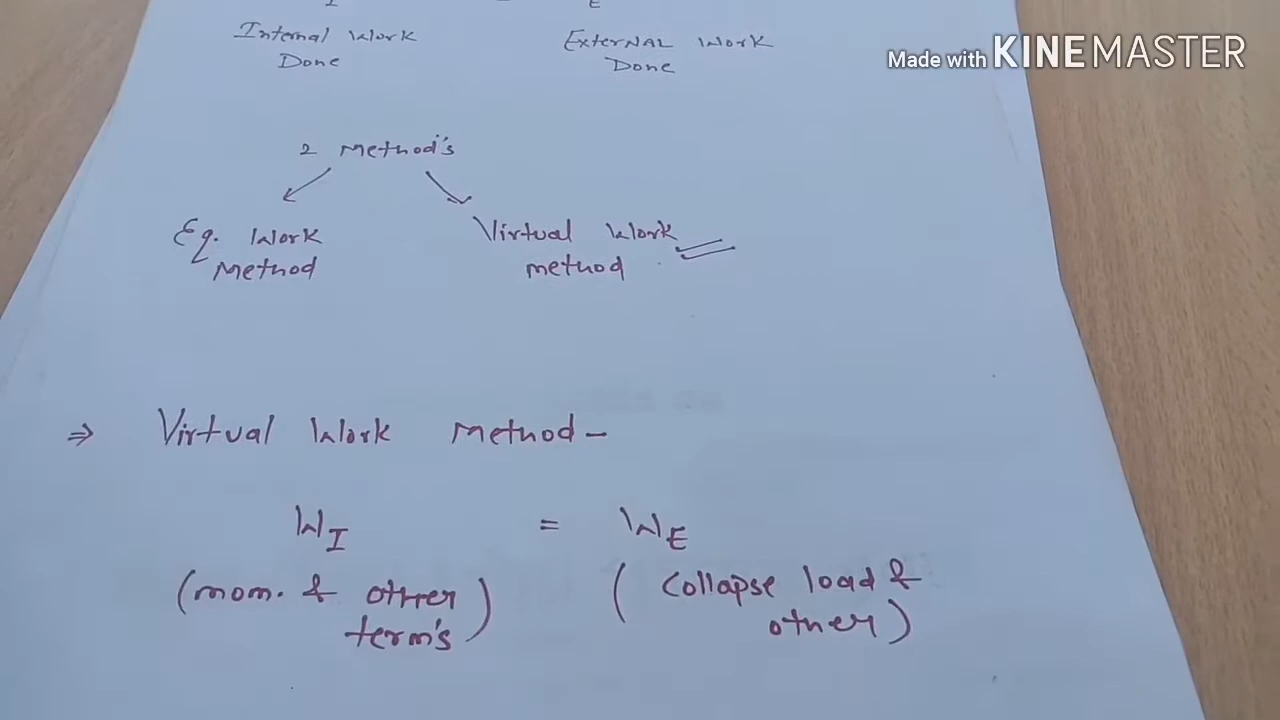 I E
Internal Work External Work
Done Done
Made with KINEMASTER
2 Method's
Eq. Work Virtual Work
Method method
⇒ Virtual Work Method -
WI = WE
(mom. & other (Collapse load &
term's) other)